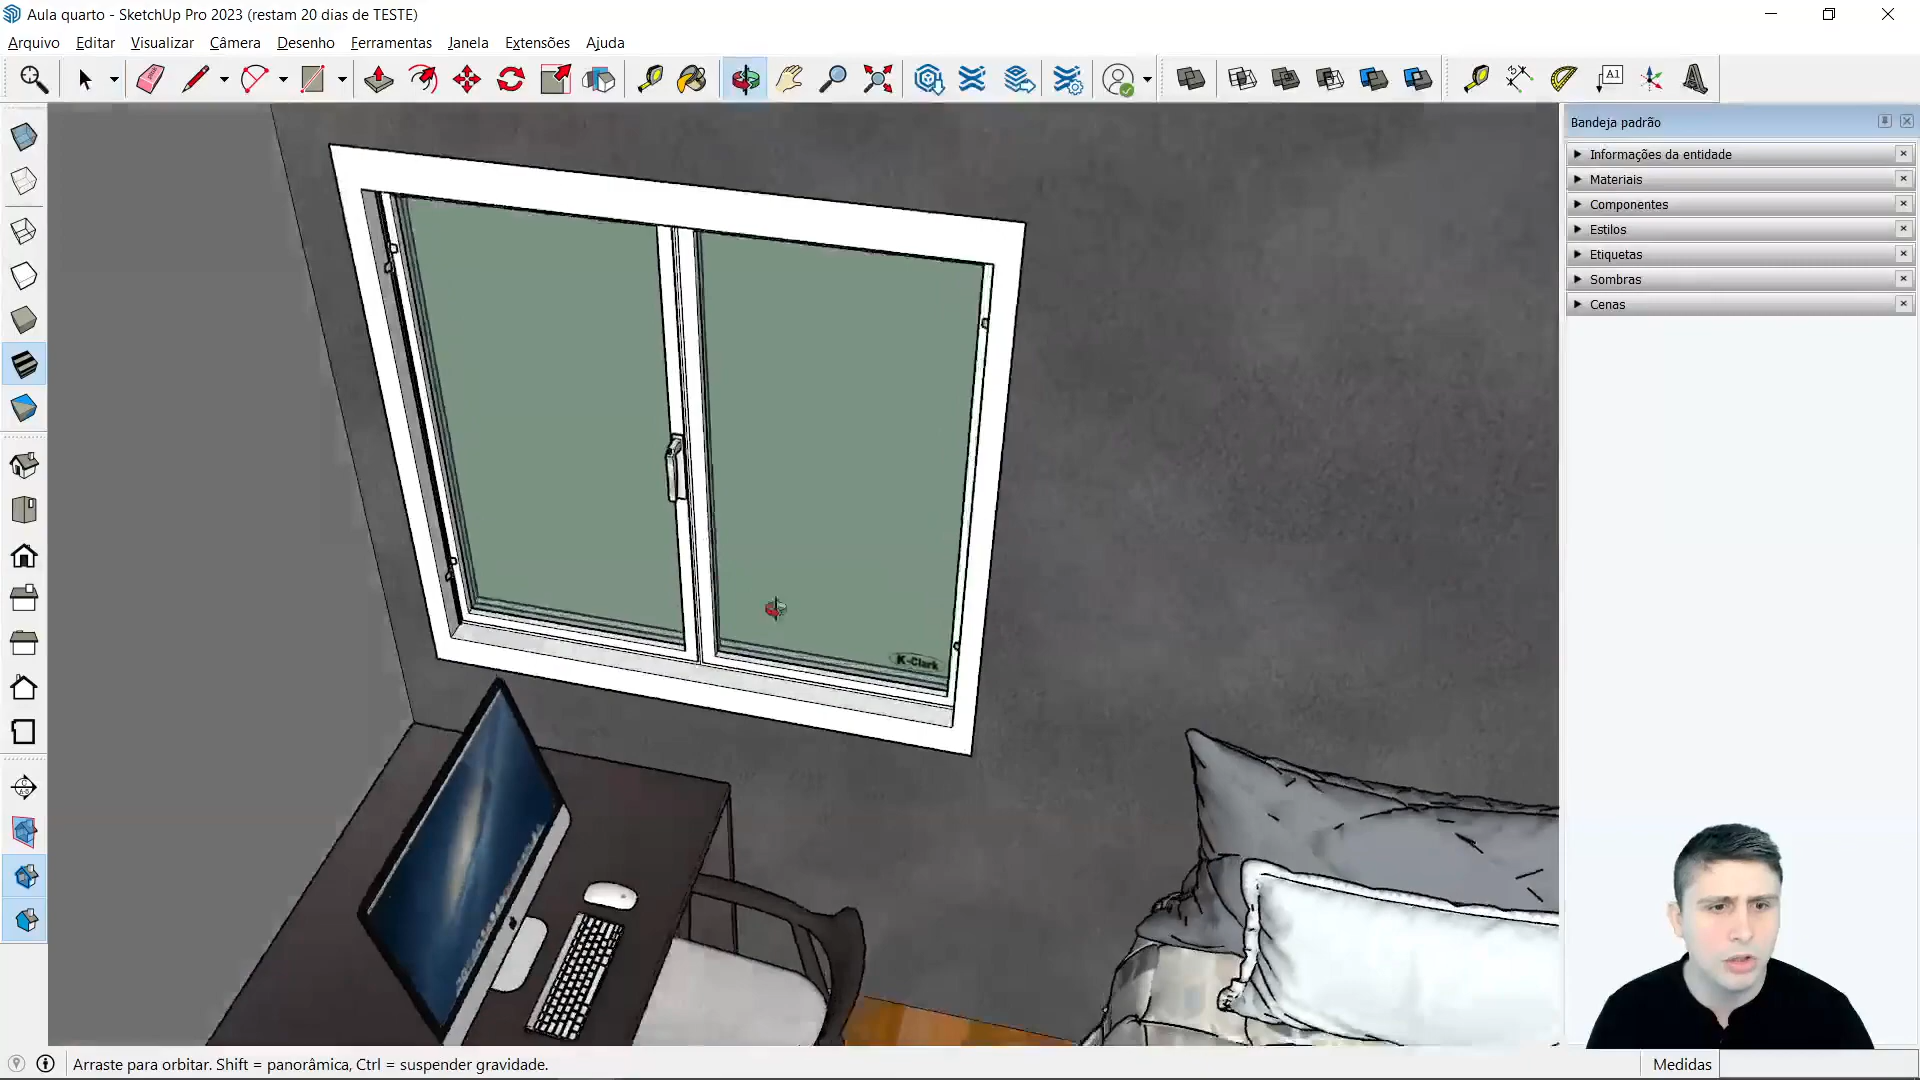 Aula quarto - SketchUp Pro 2023 (restam 20 dias de TESTE)
Arquivo Editar Visualizar Câmera Desenho Ferramentas Janela Extensões Ajuda
A1
Bandeja padrão
Informações da entidade
Materiais
Componentes
Estilos
Etiquetas
Sombras
Cenas
K-Clark
Arraste para orbitar. Shift = panorâmica, Ctrl = suspender gravidade.
Medidas